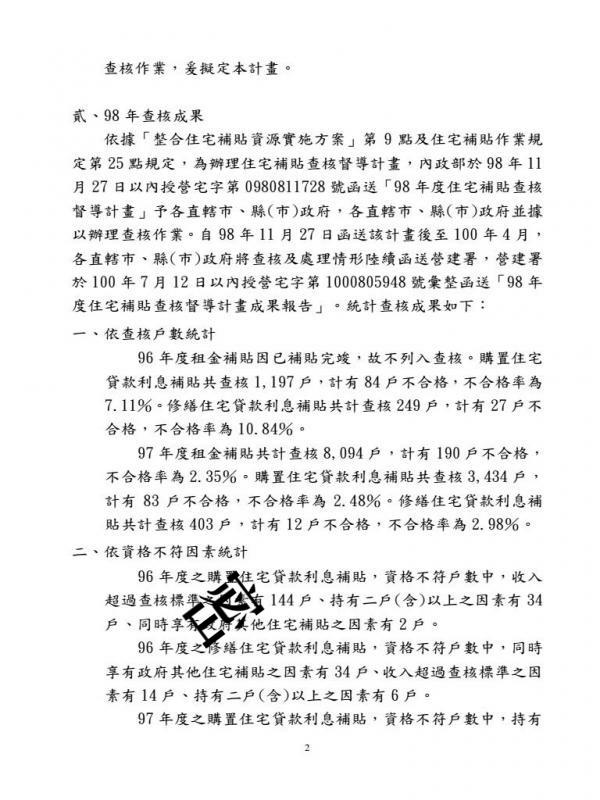 查核作業，爰擬定本計畫。
貳、98 年查核成果
依據「整合住宅補貼資源實施方案」第 9 點及住宅補貼作業規
定第 25 點規定，為辦理住宅補貼查核督導計畫，內政部於 98 年 11
月 27 日以內授營宅字第 0980811728 號函送「98 年度住宅補貼查核
督導計畫」予各直轄市、縣(市)政府，各直轄市、縣(市)政府並據
以辦理查核作業。自 98 年 11 月 27 日函送該計畫後至 100 年 4 月，
各直轄市、縣(市)政府將查核及處理情形陸續函送營建署，營建署
於 100 年 7 月 12 日以內授營宅字第 1000805948 號彙整函送「98 年
度住宅補貼查核督導計畫成果報告」。統計查核成果如下：
一、依查核戶數統計
96 年度租金補貼因已補貼完竣，故不列入查核。購置住宅
貸款利息補貼共查核 1,197 戶，計有 84 戶不合格，不合格率為
7.11%。修繕住宅貸款利息補貼共計查核 249 戶，計有 27 戶不
合格，不合格率為 10.84%。
97 年度租金補貼共計查核 8,094 戶，計有 190 戶不合格，
不合格率為 2.35%。購置住宅貸款利息補貼共查核 3,434 戶，
計有 83 戶不合格，不合格率為 2.48%。修繕住宅貸款利息補
貼共計查核 403 戶，計有 12 戶不合格，不合格率為 2.98%。
二、依資格不符因素統計
96 年度之購置住宅貸款利息補貼，資格不符戶數中，收入
超過查核標準之因素有 144 戶、持有二戶(含)以上之因素有 34
戶、同時享有政府其他住宅補貼之因素有 2 戶。
96 年度之修繕住宅貸款利息補貼，資格不符戶數中，同時
享有政府其他住宅補貼之因素有 34 戶、收入超過查核標準之因
素有 14 戶、持有二戶(含)以上之因素有 6 戶。
97 年度之購置住宅貸款利息補貼，資格不符戶數中，持有
密
2